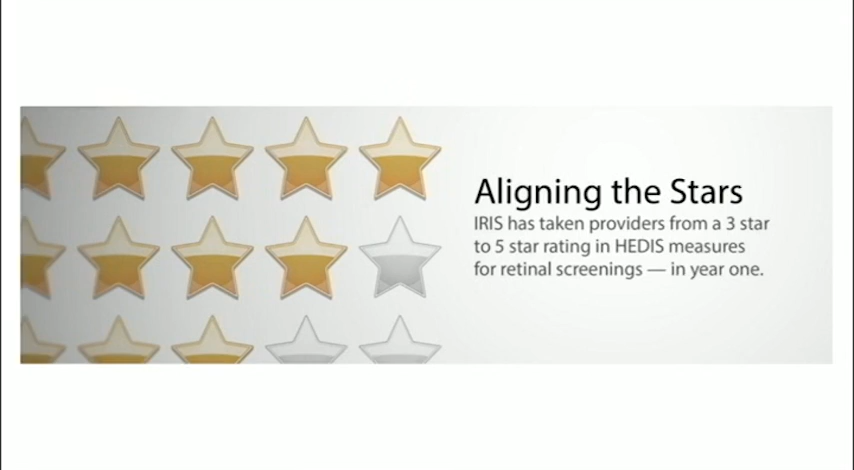 Aligning the Stars
IRIS has taken providers from a 3 star
to 5 star rating in HEDIS measures
for retinal screenings — in year one.